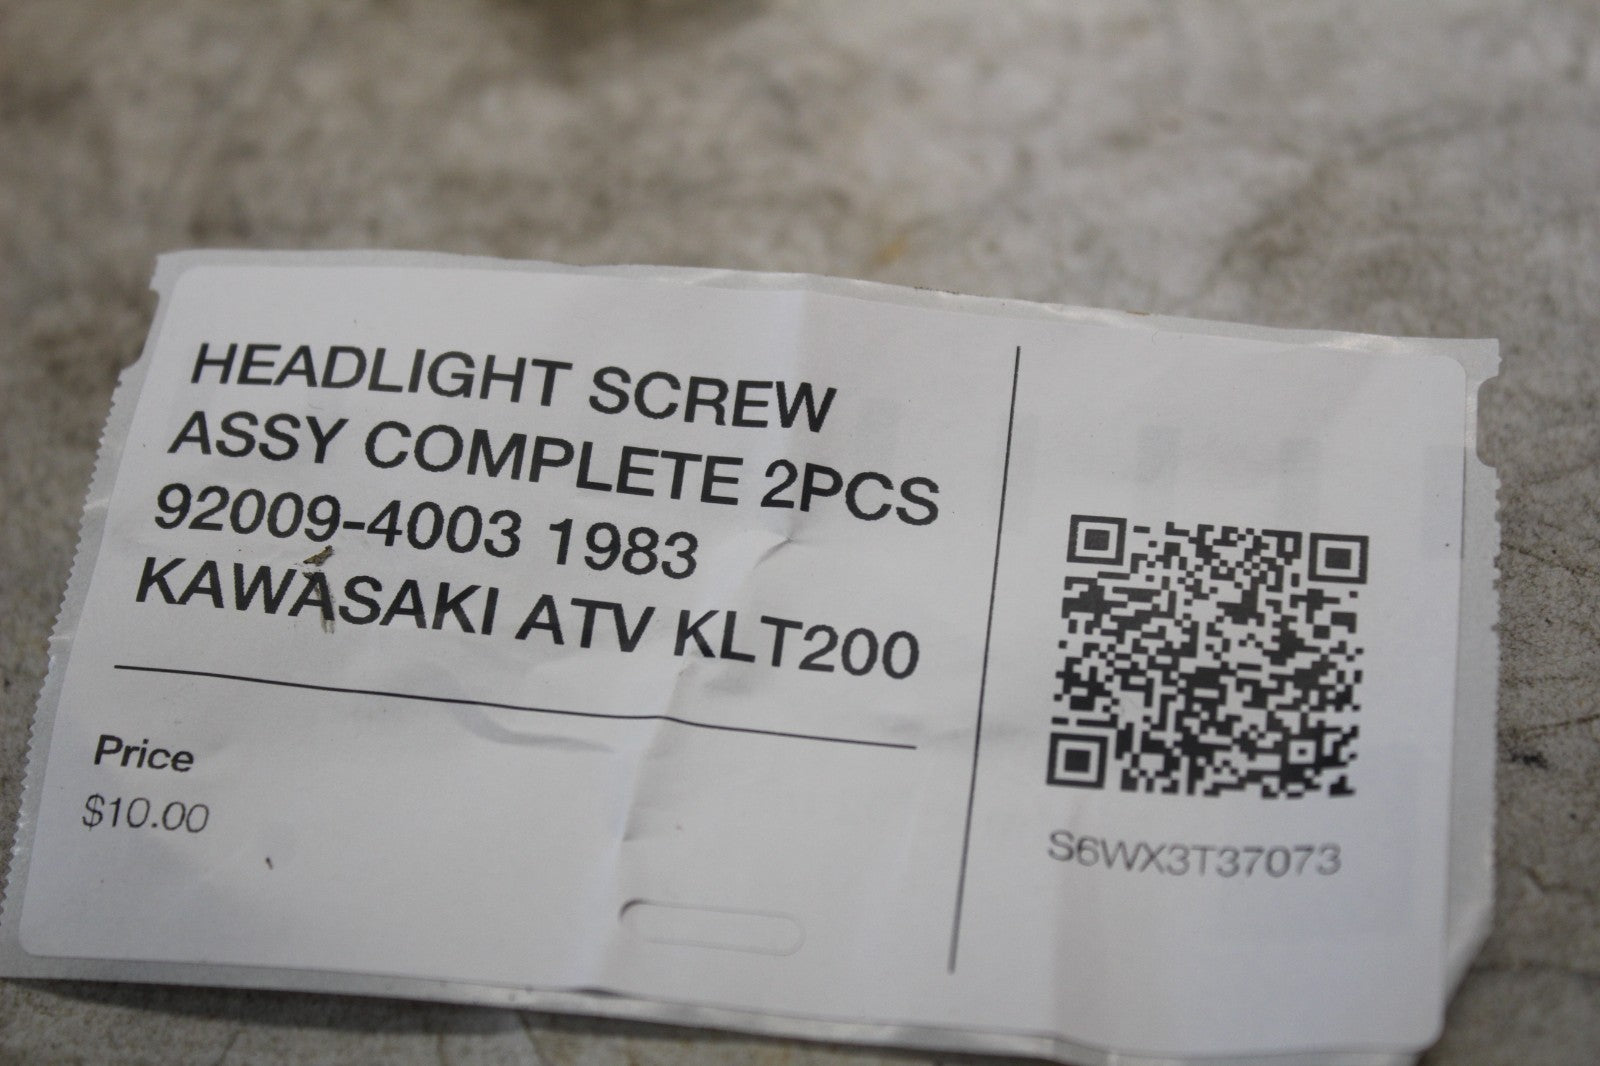 HEADLIGHT SCREW
ASSY COMPLETE 2PCS
92009-4003 1983
KAWASAKI ATV KLT200
Price
$10.00
S6WX3T37073